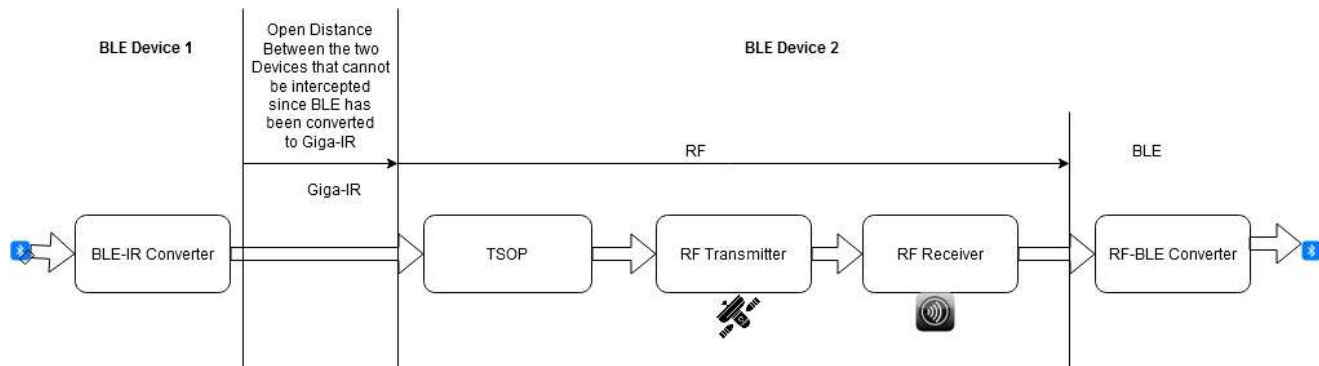 BLE Device 1
Open Distance
Between the two
Devices that cannot
be intercepted
since BLE has
been converted
to Giga-IR
BLE Device 2
RF
BLE
Giga-IR
BLE-IR Converter
TSOP
RF Transmitter
RF Receiver
RF-BLE Converter